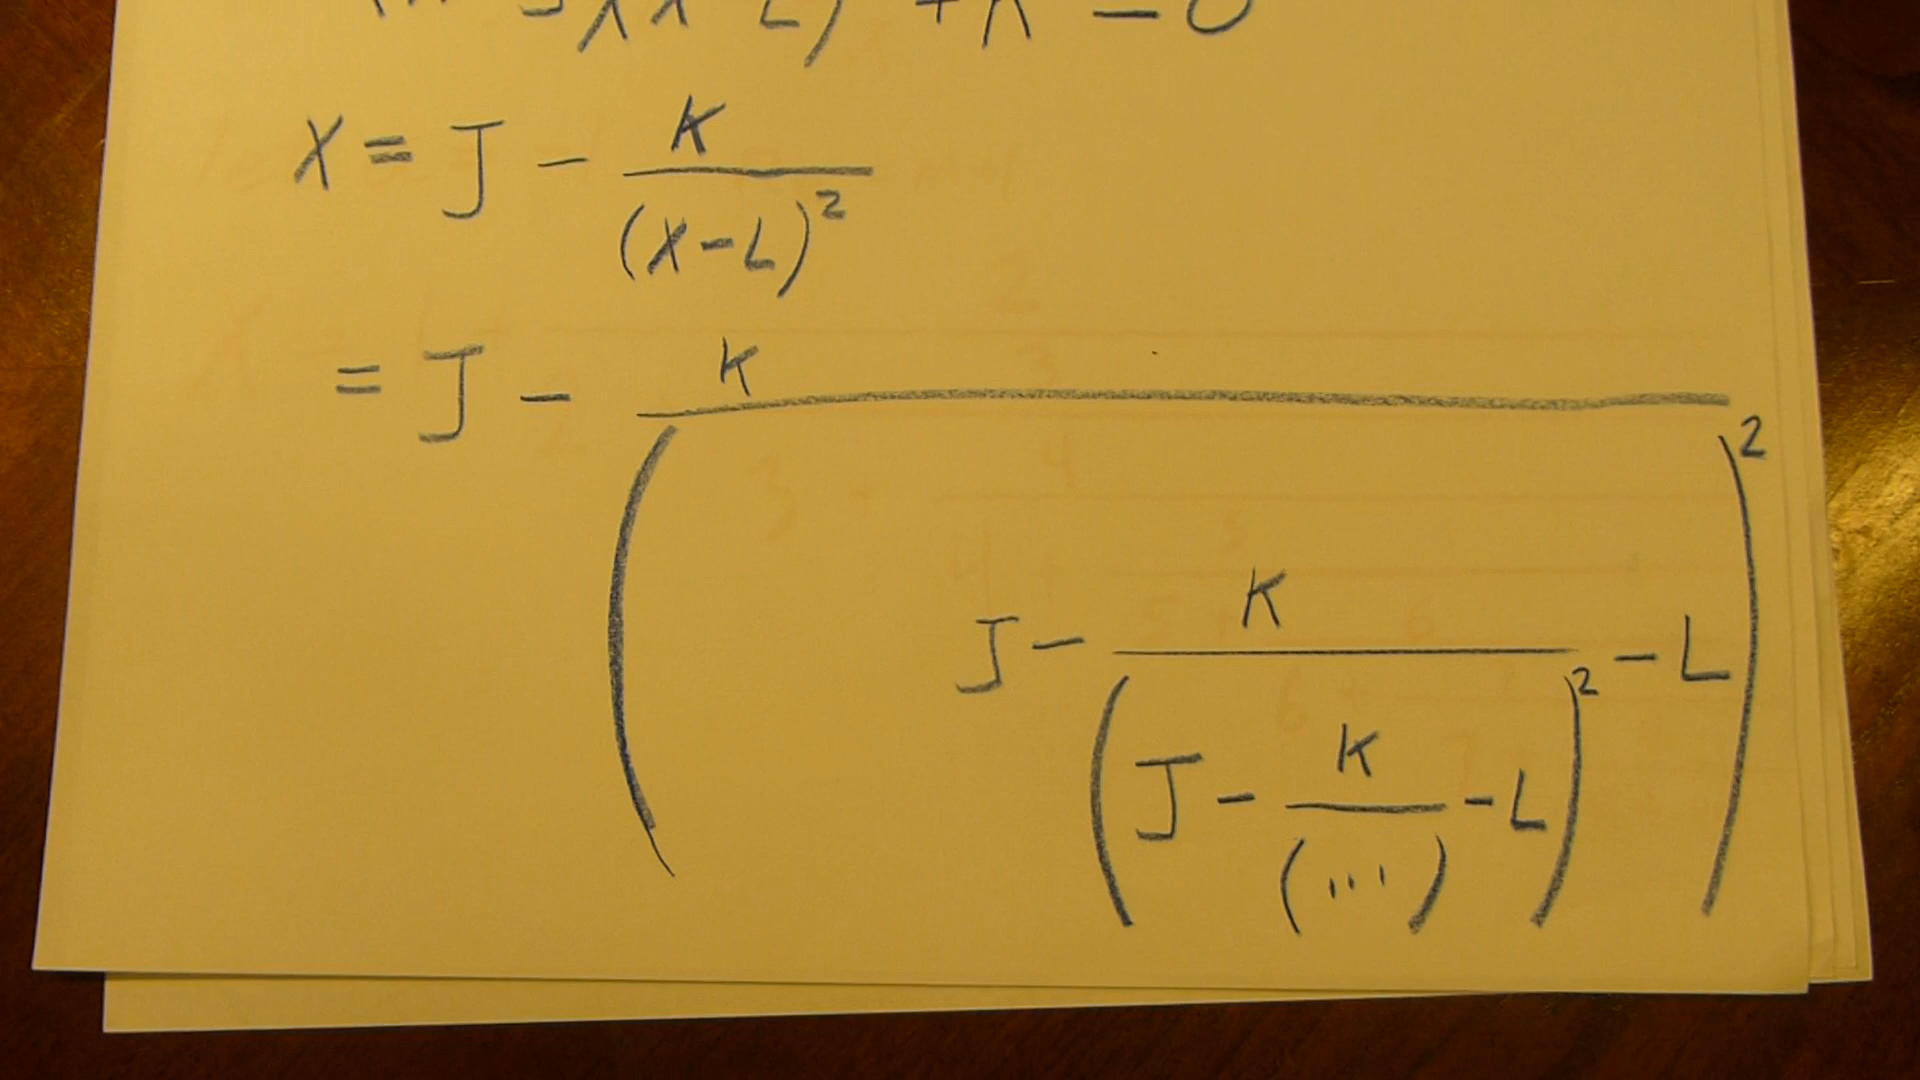 X = J - K / (X-L)²
= J - K / (J - K / (J - K / (...) - L)² - L)²